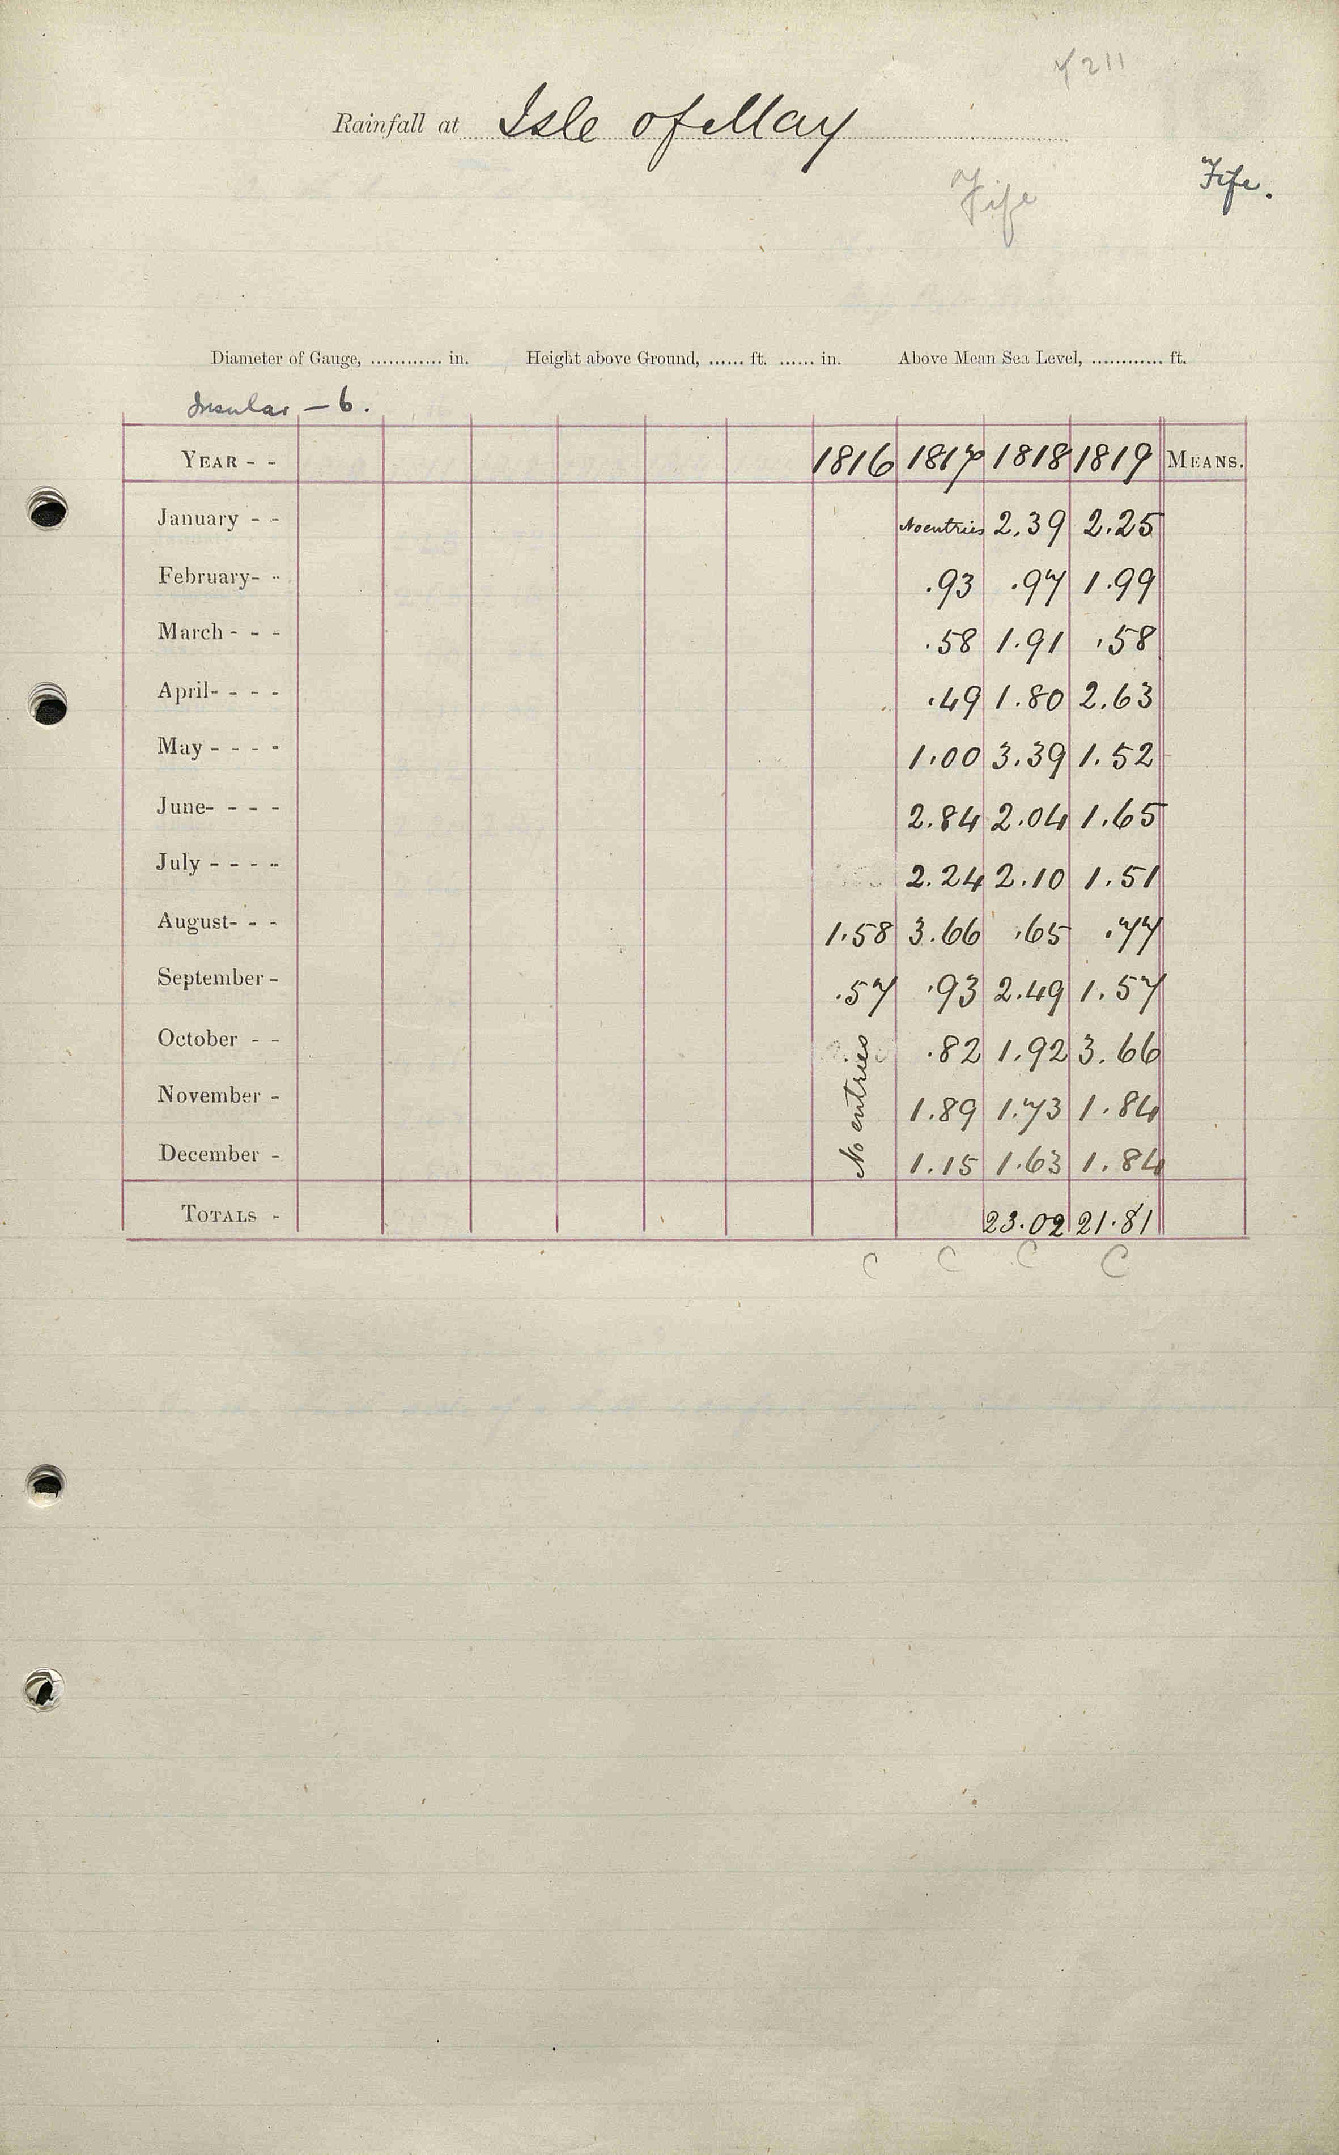 211
Rainfall at Isle of May
Fife
Fife.
Diameter of Gauge, ............ in. Height above Ground, ...... ft. ...... in. Above Mean Sea Level, ............ ft.
Insular – 6.
YEAR - - 1816 1817 1818 1819 MEANS.
January - - No entries 2.39 2.25
February- - .93 .97 1.99
March - - - .58 1.91 .58
April- - - - .49 1.80 2.63
May - - - - 1.00 3.39 1.52
June- - - - 2.84 2.04 1.65
July - - - - 2.24 2.10 1.51
August- - - 1.58 3.66 .65 .77
September - .57 .93 2.49 1.57
October - - No entries .82 1.92 3.66
November - 1.89 1.73 1.84
December - 1.15 1.63 1.84
TOTALS - 23.02 21.81
C C C C